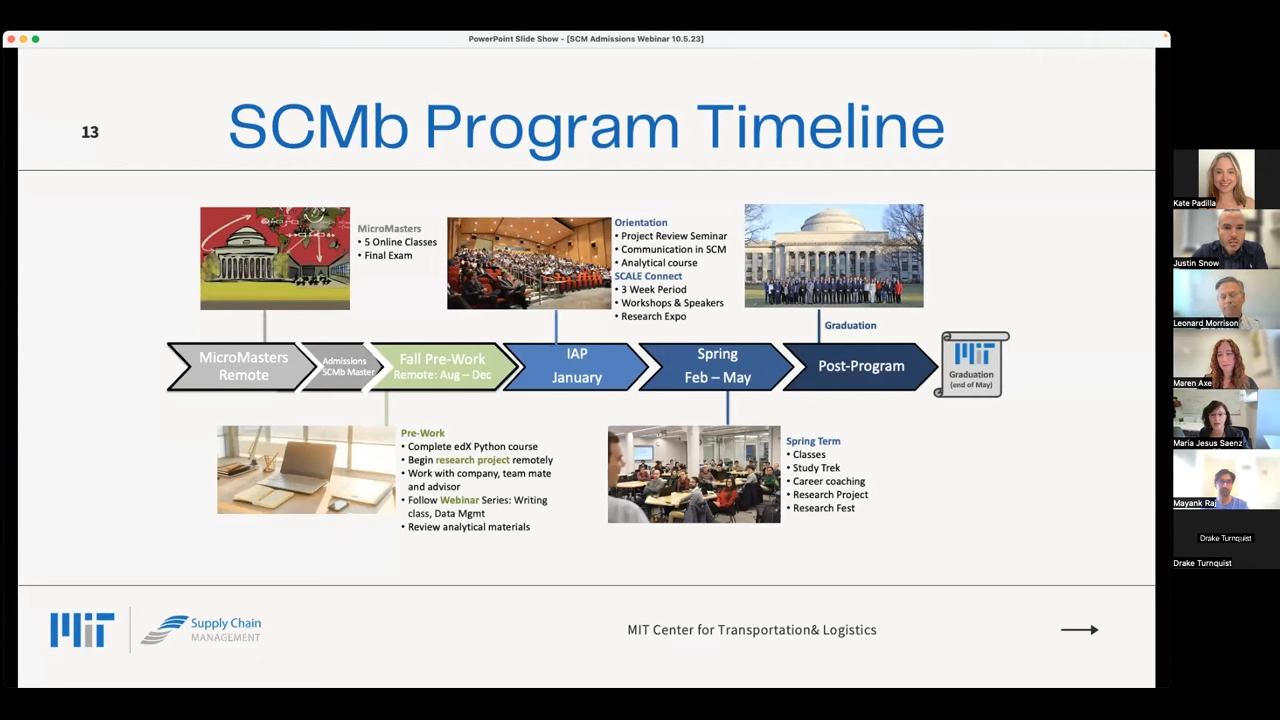 PowerPoint Slide Show - [SCM Admissions Webinar 10.5.23]
13
SCMb Program Timeline
MicroMasters
• 5 Online Classes
• Final Exam
Orientation
• Project Review Seminar
• Communication in SCM
• Analytical course
SCALE Connect
• 3 Week Period
• Workshops & Speakers
• Research Expo
Graduation
MicroMasters
Remote
Admissions
SCMb Master
Fall Pre-Work
Remote: Aug – Dec
IAP
January
Spring
Feb – May
Post-Program
MIT
Graduation
(end of May)
Pre-Work
• Complete edX Python course
• Begin research project remotely
• Work with company, team mate
and advisor
• Follow Webinar Series: Writing
class, Data Mgmt
• Review analytical materials
Spring Term
• Classes
• Study Trek
• Career coaching
• Research Project
• Research Fest
MIT
Supply Chain
MANAGEMENT
MIT Center for Transportation& Logistics
Kate Padilla
Justin Snow
Leonard Morrison
Maren Axe
Maria Jesus Saenz
Mayank Raj
Drake Turnquist
Drake Turnquist